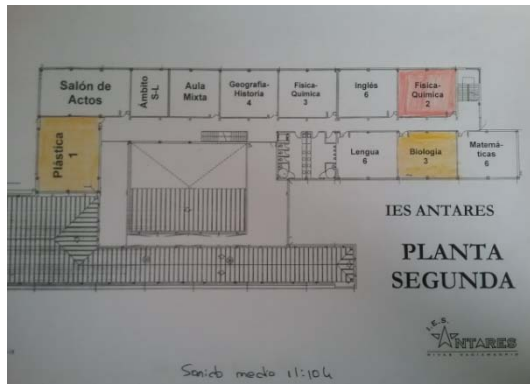 Salón de
Actos
Ámbito
S-L
Aula
Mixta
Geografía-
Historia
4
Física-
Química
3
Inglés
6
Física-
Química
2
Plástica
1
Lengua
6
Biología
3
Matemá-
ticas
6
IES ANTARES
PLANTA
SEGUNDA
I.E.S.
ANTARES
Sonido medio 11:10h